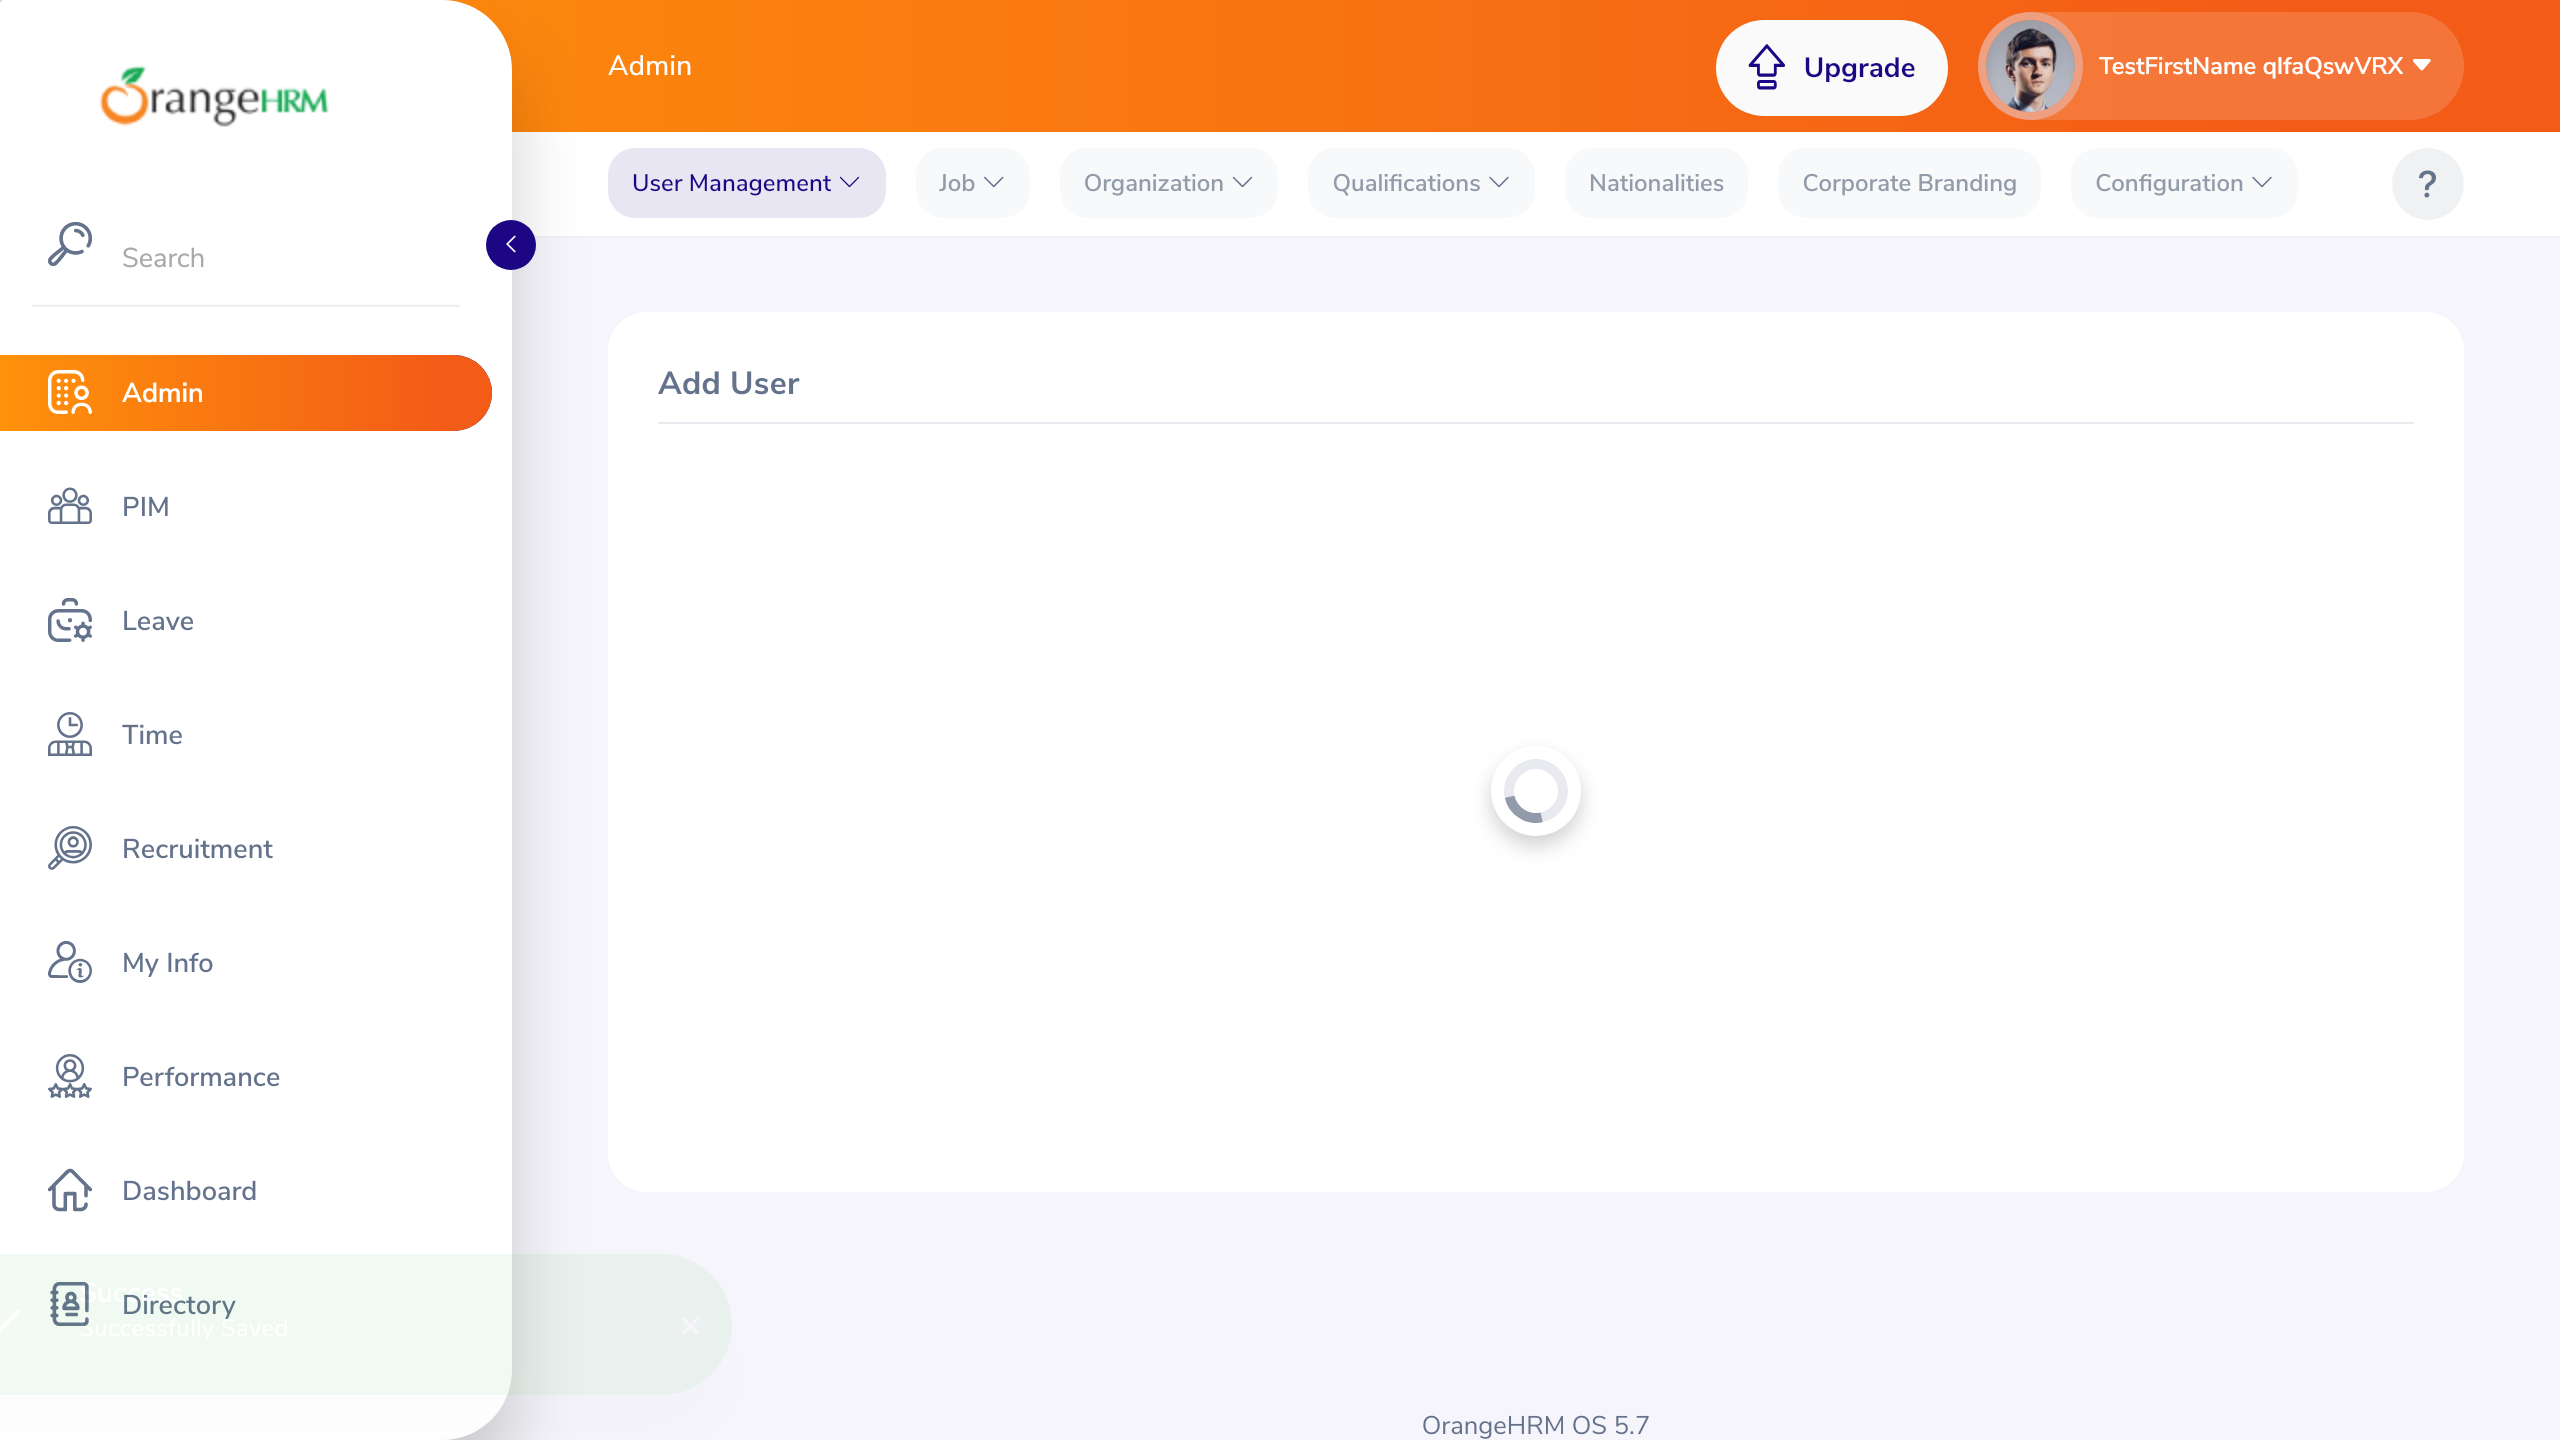 OrangeHRM
Admin
Upgrade
TestFirstName qIfaQswVRX
User Management
Job
Organization
Qualifications
Nationalities
Corporate Branding
Configuration
?
Search
Admin
PIM
Leave
Time
Recruitment
My Info
Performance
Dashboard
Directory
Success
Successfully Saved
Add User
OrangeHRM OS 5.7